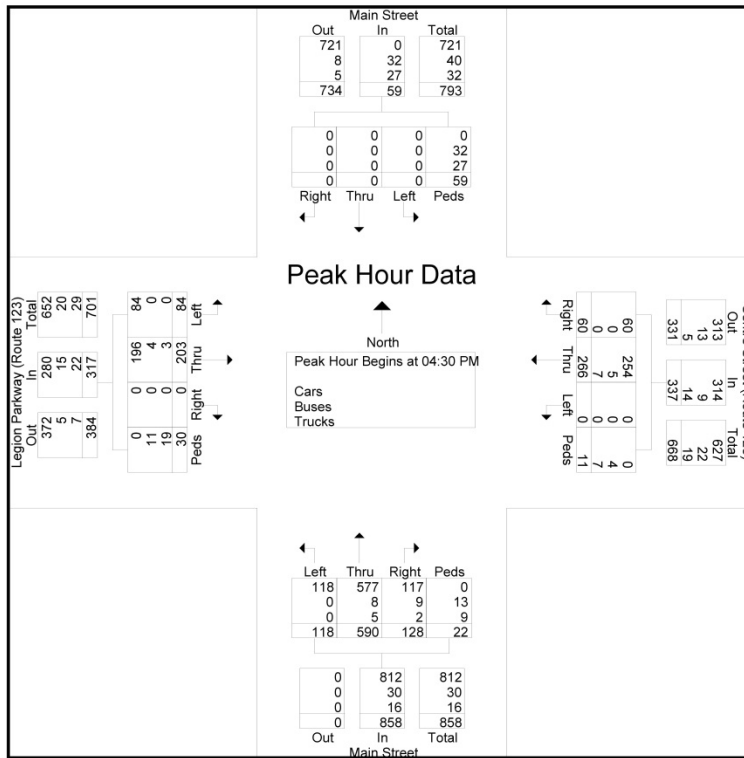 Main Street
Out In Total
721 0 721
8 32 40
5 27 32
734 59 793
0 0 0 0
0 0 0 32
0 0 0 27
0 0 0 59
Right Thru Left Peds
Legion Parkway (Route 123)
Out In Total
372 280 652
5 15 20
7 22 29
384 317 701
0 0 196 84
11 0 4 0
19 0 3 0
30 0 203 84
Peds Right Thru Left
Peak Hour Data
North
Peak Hour Begins at 04:30 PM
Cars
Buses
Trucks
Out In Total
313 314 627
13 9 22
5 14 19
331 337 668
60 254 0 0
0 5 0 4
0 7 0 7
60 266 0 11
Right Thru Left Peds
Left Thru Right Peds
118 577 117 0
0 8 9 13
0 5 2 9
118 590 128 22
0 812 812
0 30 30
0 16 16
0 858 858
Out In Total
Main Street